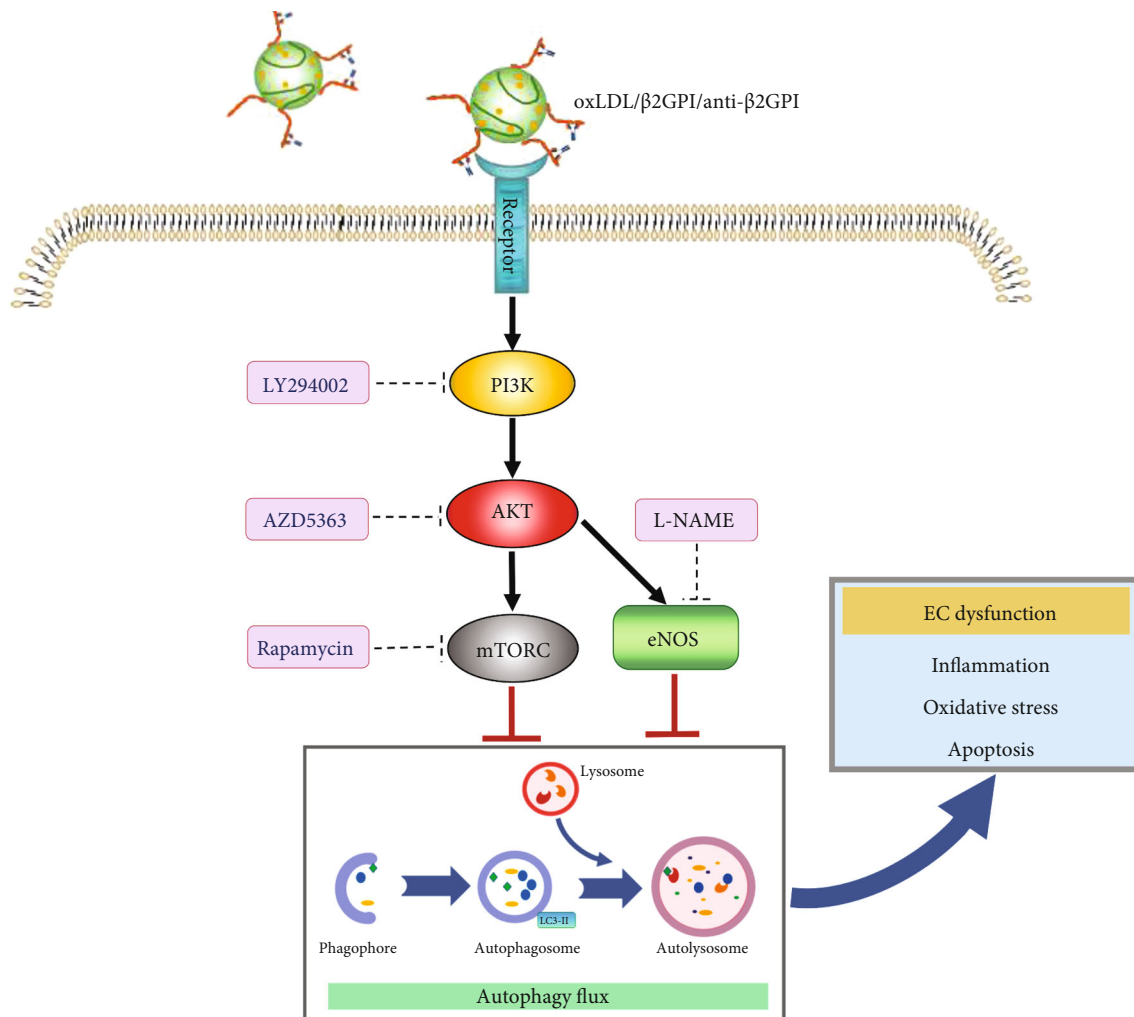 oxLDL/β2GPI/anti-β2GPI
Receptor
LY294002
PI3K
AZD5363
AKT
L-NAME
Rapamycin
mTORC
eNOS
EC dysfunction
Inflammation
Oxidative stress
Apoptosis
Lysosome
LC3-II
Phagophore
Autophagosome
Autolysosome
Autophagy flux